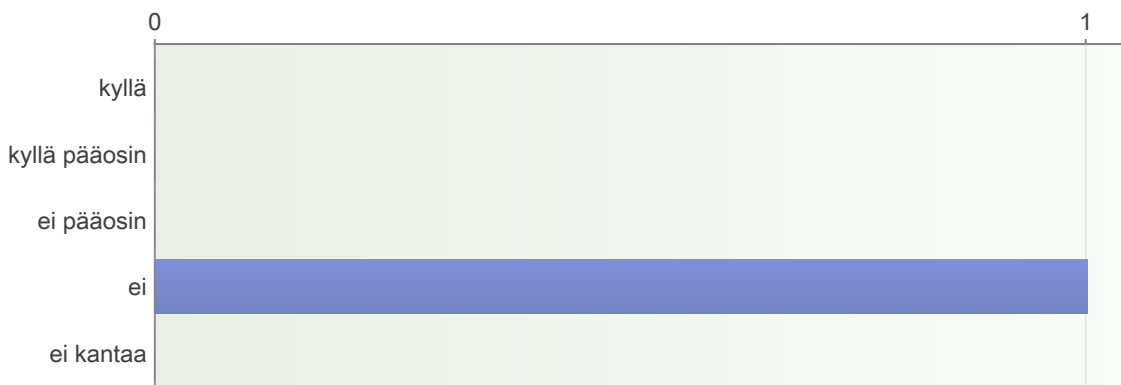 0 1
kyllä
kyllä pääosin
ei pääosin
ei
ei kantaa